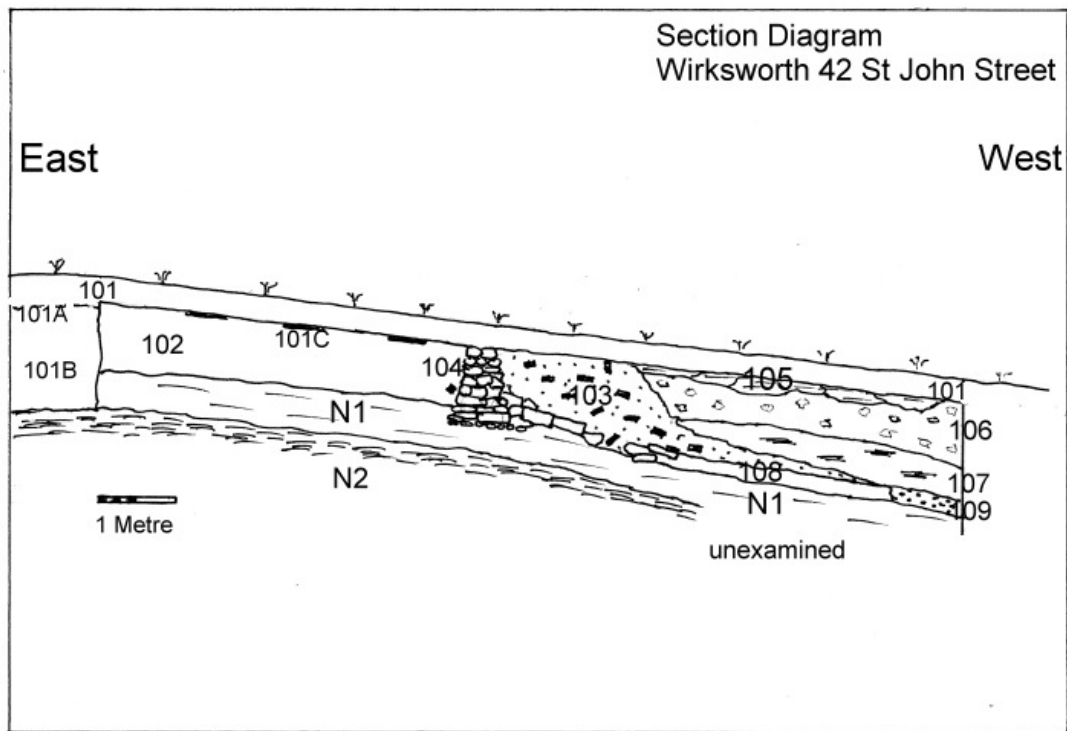 Section Diagram
Wirksworth 42 St John Street
East
West
101
101A
101C
102
101B
104
103
105
101
106
N1
107
108
N2
N1
109
1 Metre
unexamined